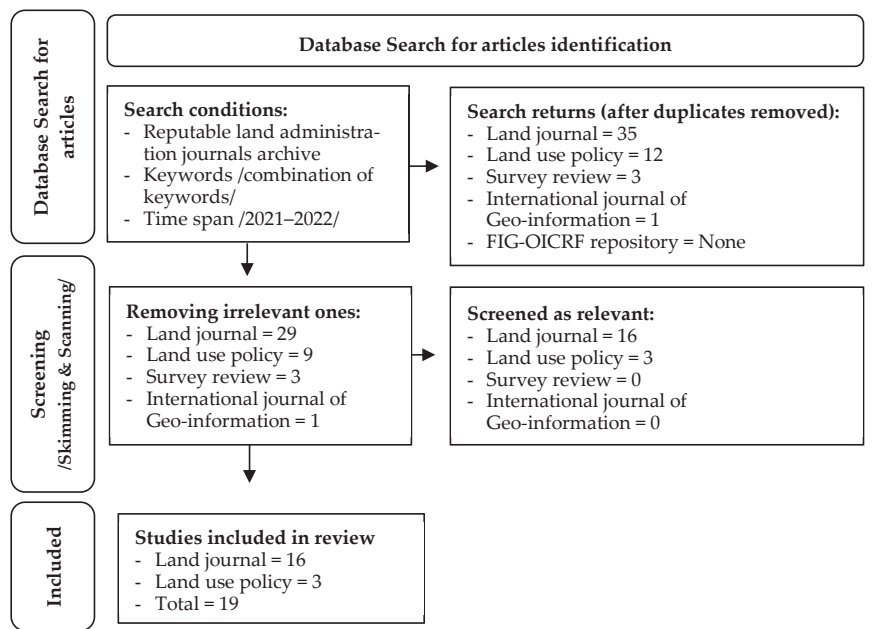 Database Search for
articles
Database Search for articles identification
Search conditions:
- Reputable land administra-
tion journals archive
- Keywords /combination of
keywords/
- Time span /2021–2022/
Search returns (after duplicates removed):
- Land journal = 35
- Land use policy = 12
- Survey review = 3
- International journal of
Geo-information = 1
- FIG-OICRF repository = None
Screening
/Skimming & Scanning/
Removing irrelevant ones:
- Land journal = 29
- Land use policy = 9
- Survey review = 3
- International journal of
Geo-information = 1
Screened as relevant:
- Land journal = 16
- Land use policy = 3
- Survey review = 0
- International journal of
Geo-information = 0
Included
Studies included in review
- Land journal = 16
- Land use policy = 3
- Total = 19